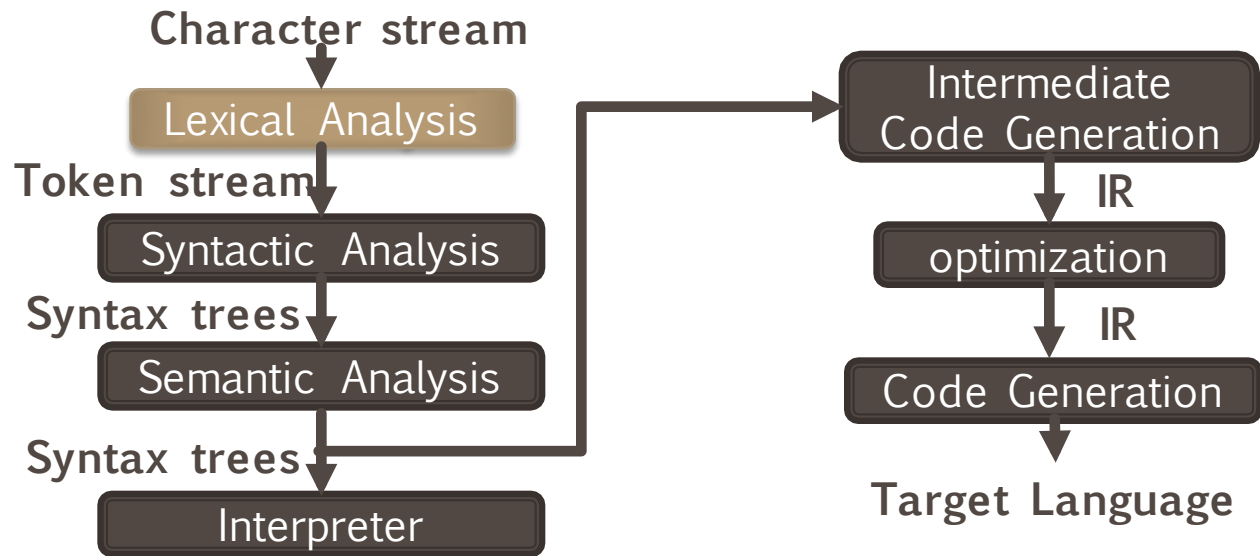 Character stream
Lexical Analysis
Token stream
Syntactic Analysis
Syntax trees
Semantic Analysis
Syntax trees
Interpreter
Intermediate
Code Generation
IR
optimization
IR
Code Generation
Target Language